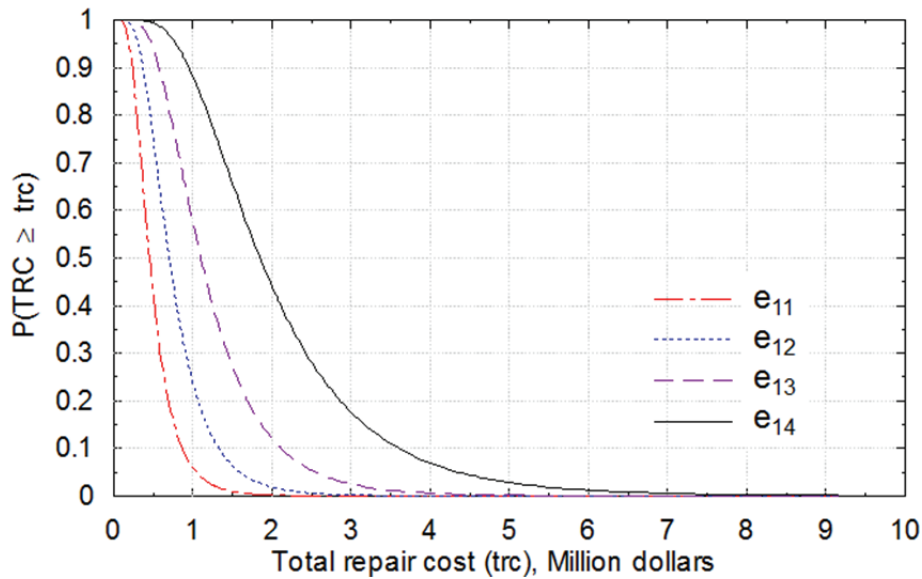 1
0.9
0.8
0.7
0.6
0.5
0.4
0.3
0.2
0.1
0
P(TRC ≥ trc)
e₁₁
e₁₂
e₁₃
e₁₄
0 1 2 3 4 5 6 7 8 9 10
Total repair cost (trc), Million dollars